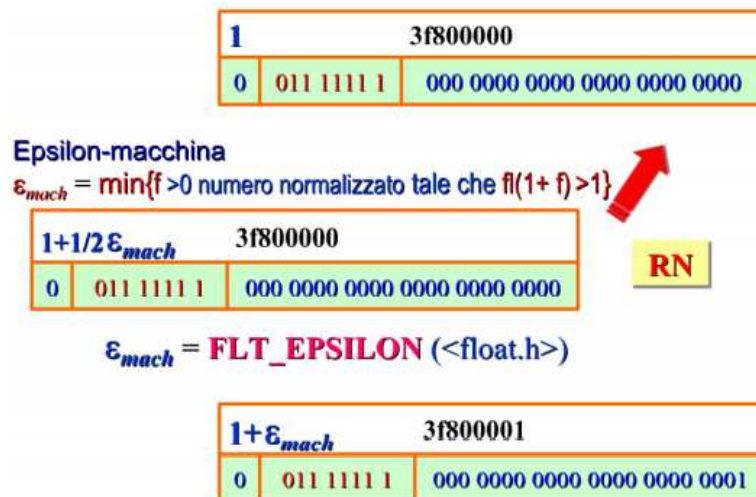 1 3f800000
0 011 1111 1 000 0000 0000 0000 0000 0000
Epsilon-macchina
εmach = min{f >0 numero normalizzato tale che fl(1+ f) >1}
1+1/2 εmach 3f800000
0 011 1111 1 000 0000 0000 0000 0000 0000
RN
εmach = FLT_EPSILON (<float.h>)
1+εmach 3f800001
0 011 1111 1 000 0000 0000 0000 0000 0001